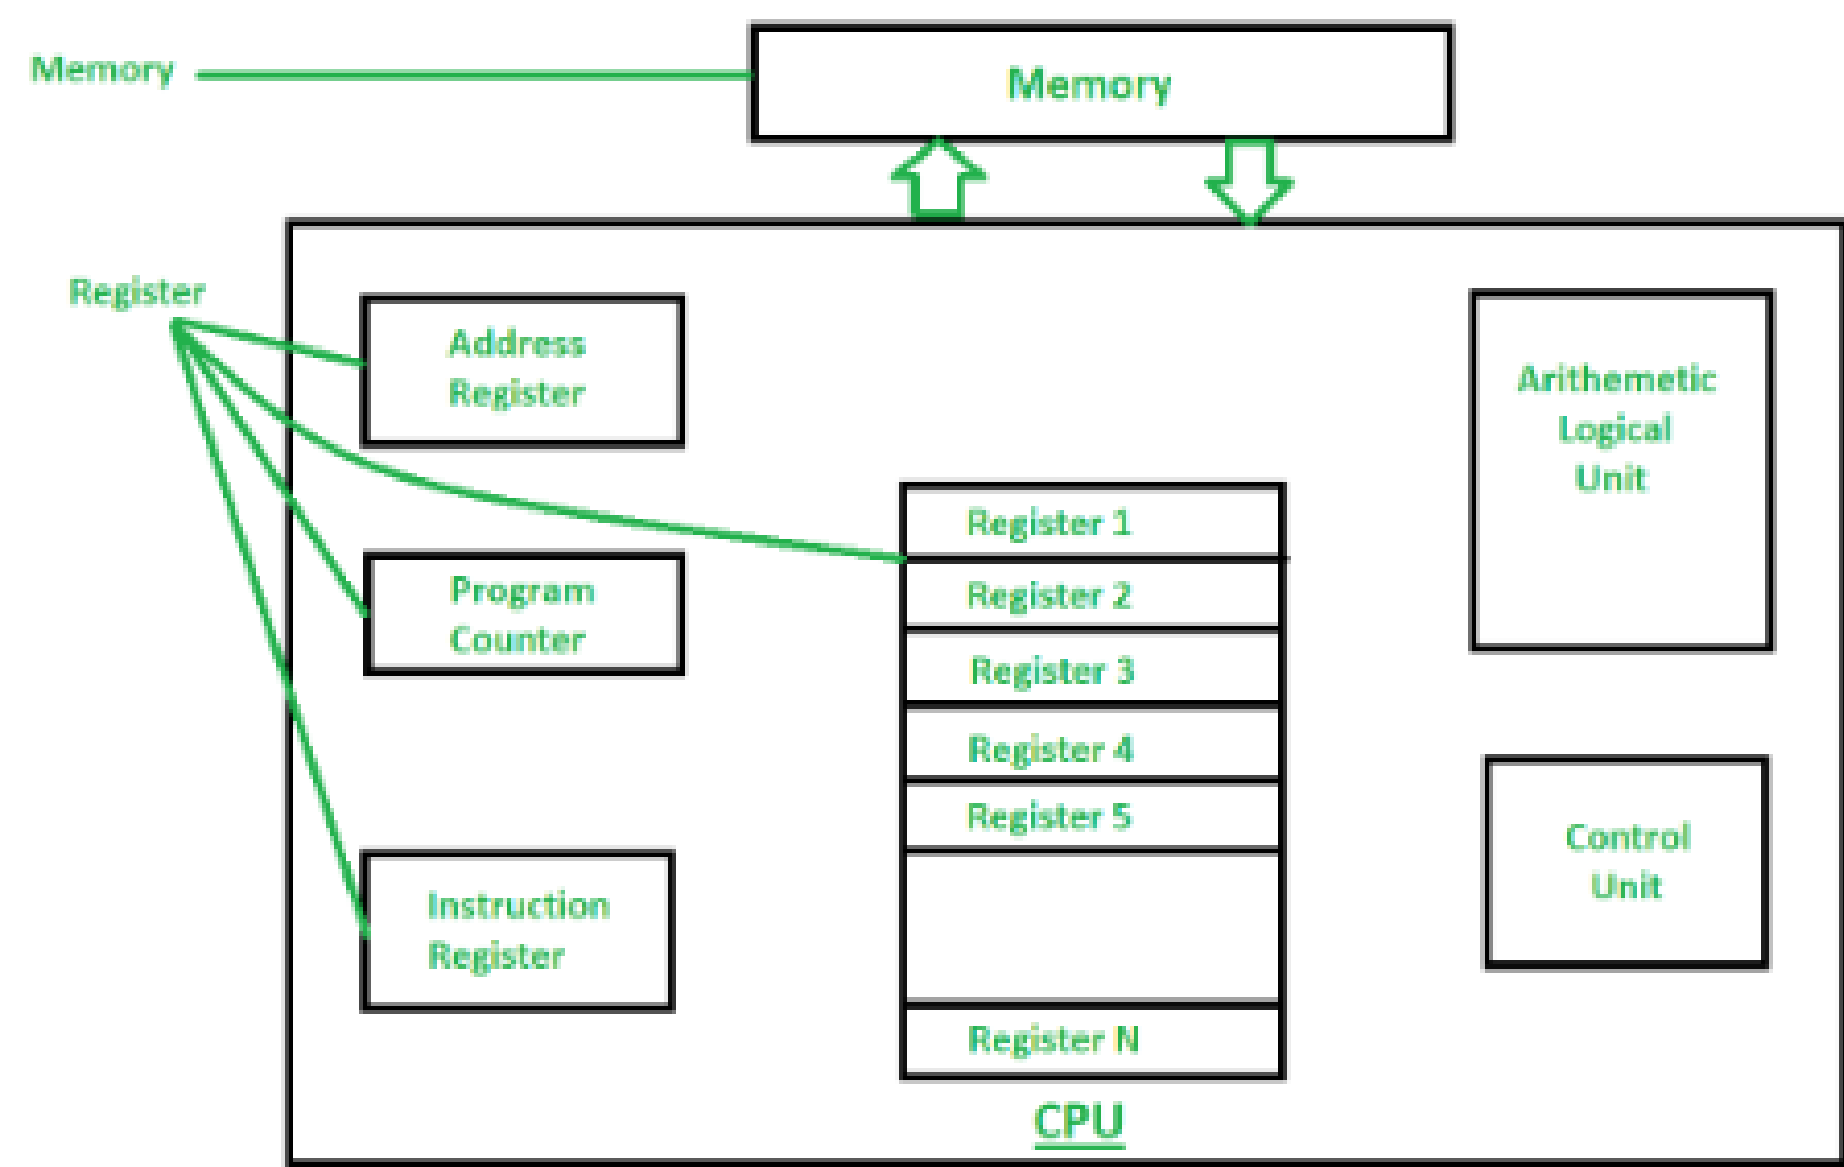 Memory
Memory
Register
Address
Register
Program
Counter
Instruction
Register
Register 1
Register 2
Register 3
Register 4
Register 5
Register N
Arithemetic
Logical
Unit
Control
Unit
CPU